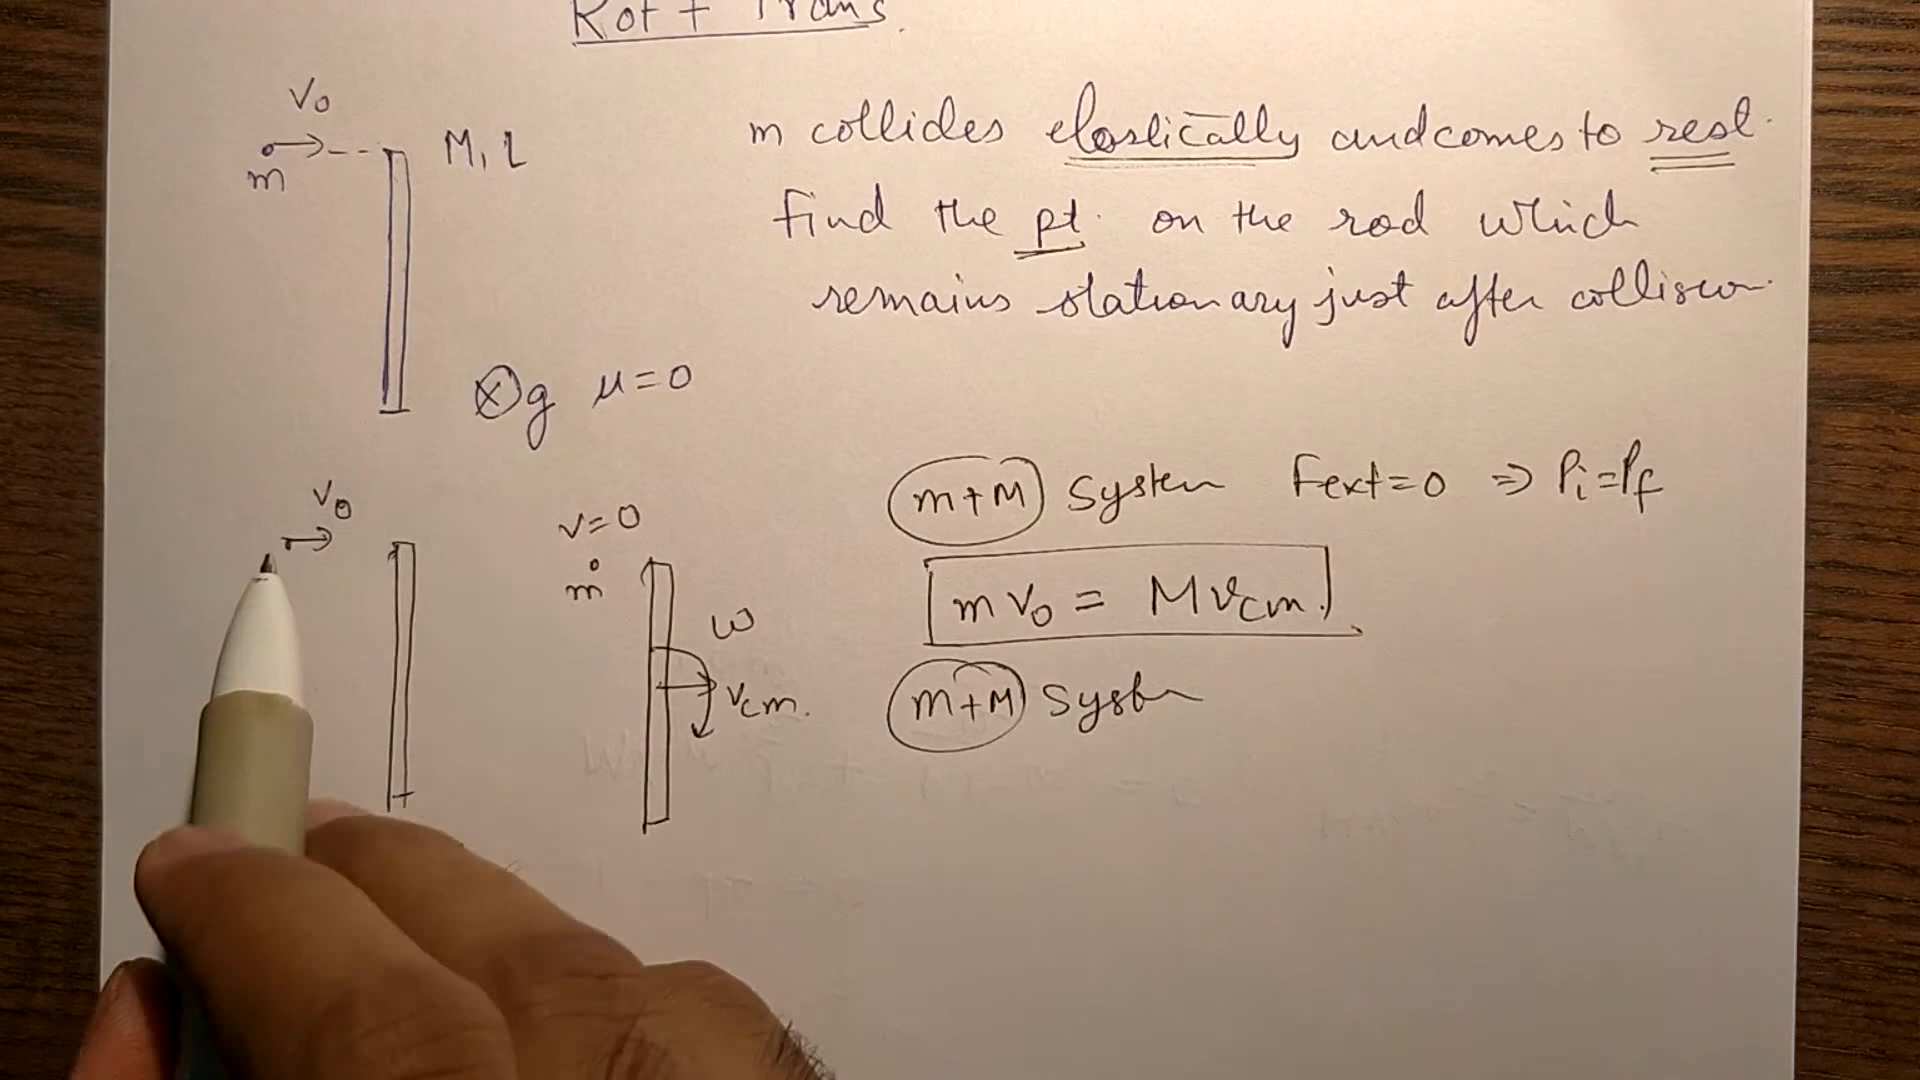 Rot + Trans.
V₀
m
M, L
m collides elastically and comes to rest.
find the pt. on the rod which
remains stationary just after collision.
⊗g μ=0
V₀
v=0
m
ω
vcm.
m+M System Fext=0 ⇒ Pi=Pf
mv₀ = Mvcm.
m+M System